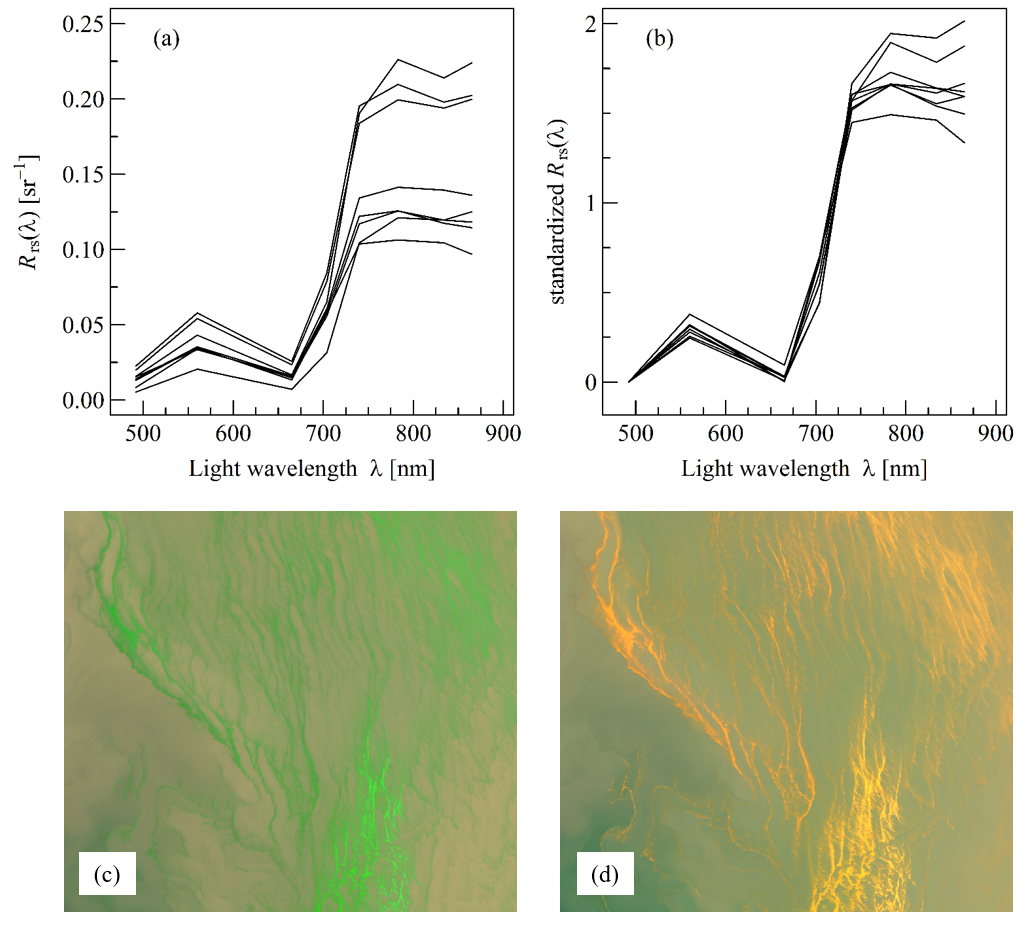 (a)
0.25
0.20
0.15
0.10
0.05
0.00
Rrs(λ) [sr−1]
500 600 700 800 900
Light wavelength λ [nm]
(b)
2
1
0
standardized Rrs(λ)
500 600 700 800 900
Light wavelength λ [nm]
(c)
(d)